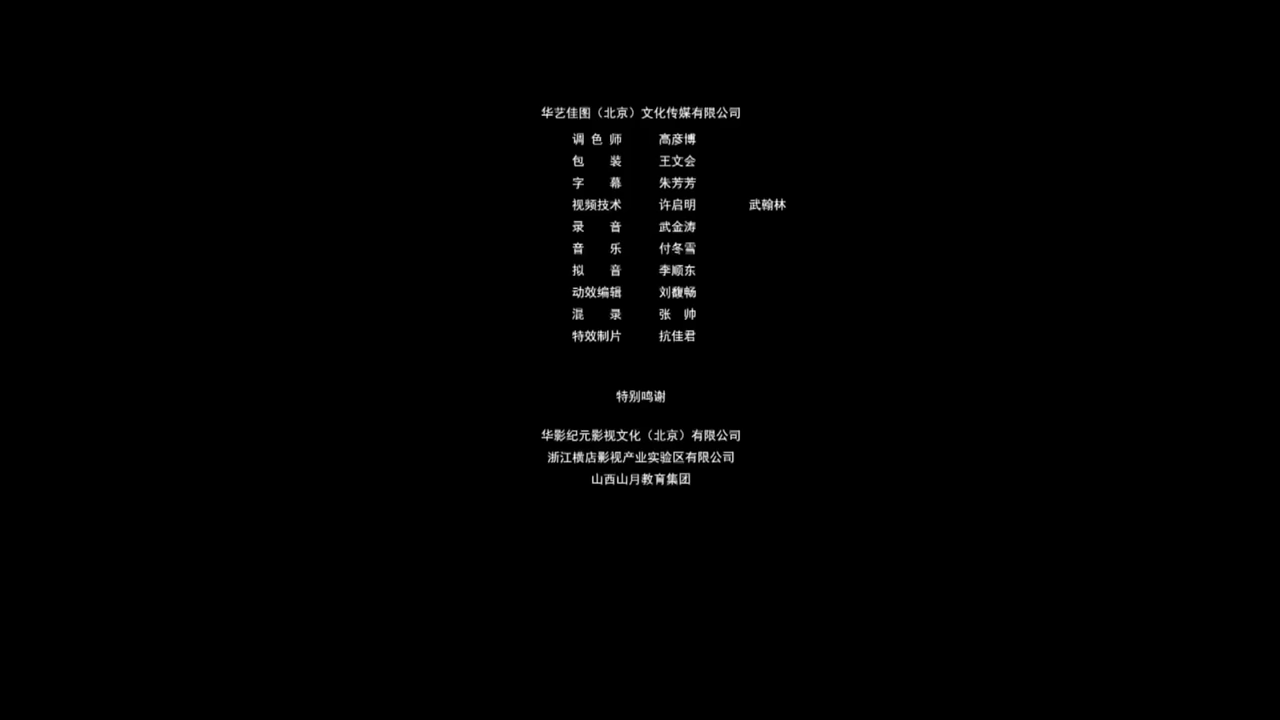 华艺佳图（北京）文化传媒有限公司
调色师 高彦博
包装 王文会
字幕 朱芳芳
视频技术 许启明 武翰林
录音 武金涛
音乐 付冬雪
拟音 李顺东
动效编辑 刘馥畅
混录 张帅
特效制片 抗佳君
特别鸣谢
华影纪元影视文化（北京）有限公司
浙江横店影视产业实验区有限公司
山西山月教育集团